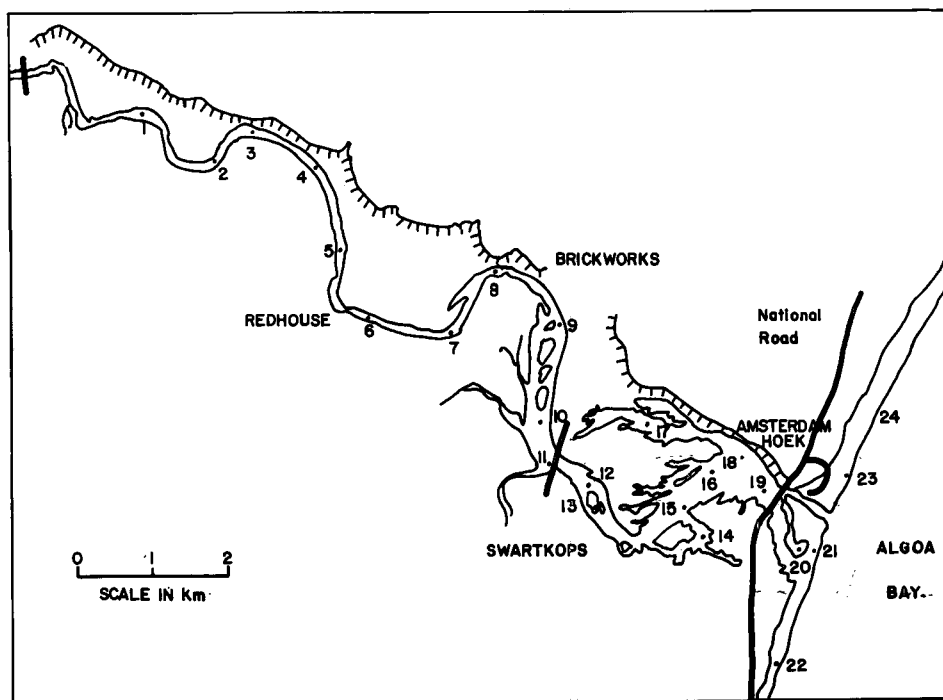 1
2
3
4
5
6
7
8
9
10
11
12
13
14
15
16
17
18
19
20
21
22
23
24
BRICKWORKS
REDHOUSE
National
Road
AMSTERDAM
HOEK
SWARTKOPS
ALGOA
BAY
0 1 2
SCALE IN Km